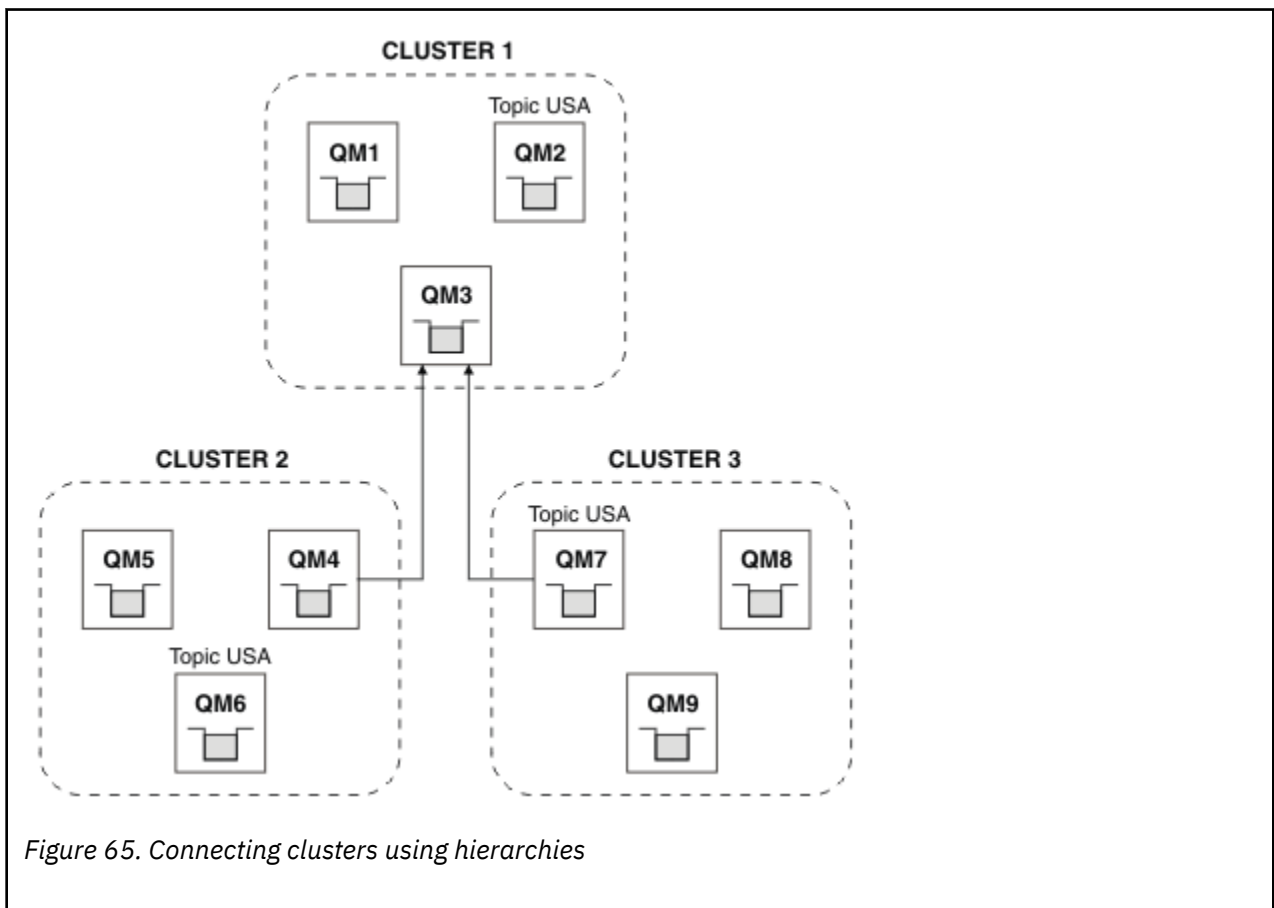 CLUSTER 1
Topic USA
QM1
QM2
QM3
CLUSTER 2
CLUSTER 3
Topic USA
QM5
QM4
QM7
QM8
Topic USA
QM6
QM9
Figure 65. Connecting clusters using hierarchies